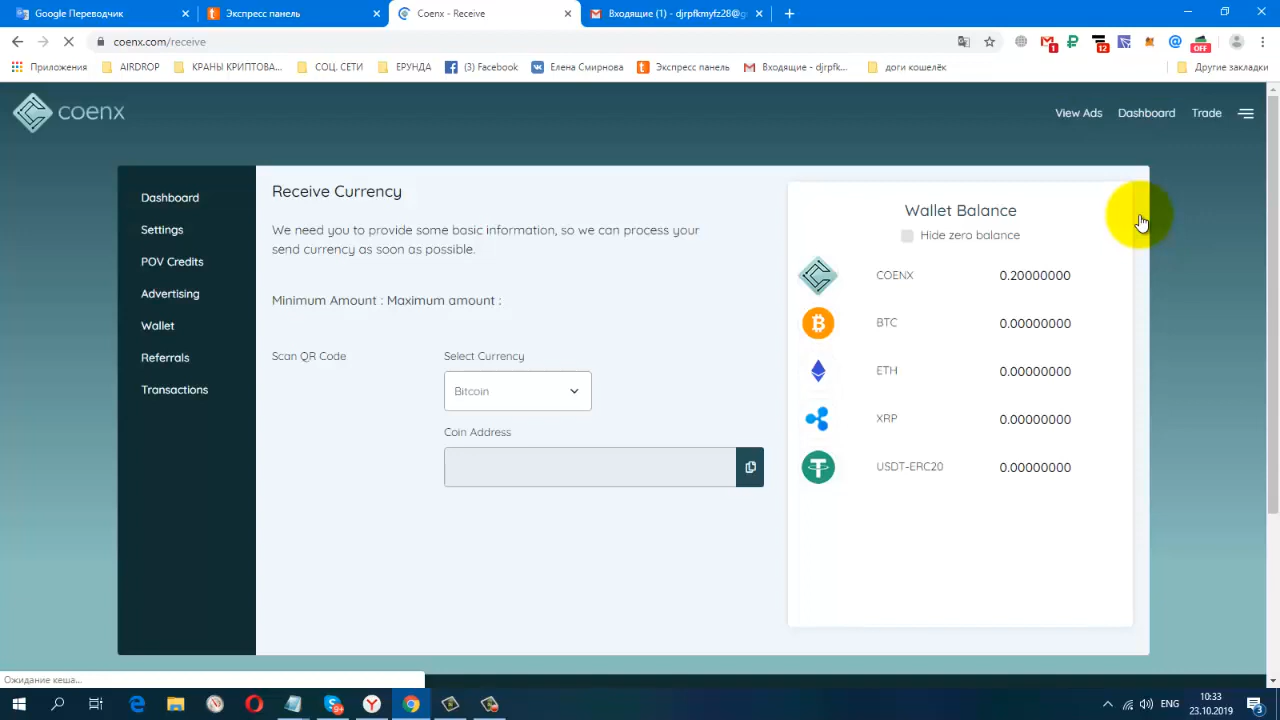 Google Переводчик
Экспресс панель
Coenx - Receive
Входящие (1) - djrpfkmyfz28@g
coenx.com/receive
1
12
OFF
Приложения
AIRDROP
КРАНЫ КРИПТОВА...
СОЦ. СЕТИ
ЕРУНДА
(3) Facebook
Елена Смирнова
Экспресс панель
Входящие - djrpfk...
доги кошелёк
Другие закладки
coenx
View Ads
Dashboard
Trade
Dashboard
Settings
POV Credits
Advertising
Wallet
Referrals
Transactions
Receive Currency
We need you to provide some basic information, so we can process your
send currency as soon as possible.
Minimum Amount : Maximum amount :
Scan QR Code
Select Currency
Bitcoin
Coin Address
Wallet Balance
Hide zero balance
COENX 0.20000000
BTC 0.00000000
ETH 0.00000000
XRP 0.00000000
USDT-ERC20 0.00000000
Ожидание кеша...
ENG
10:33
23.10.2019
3